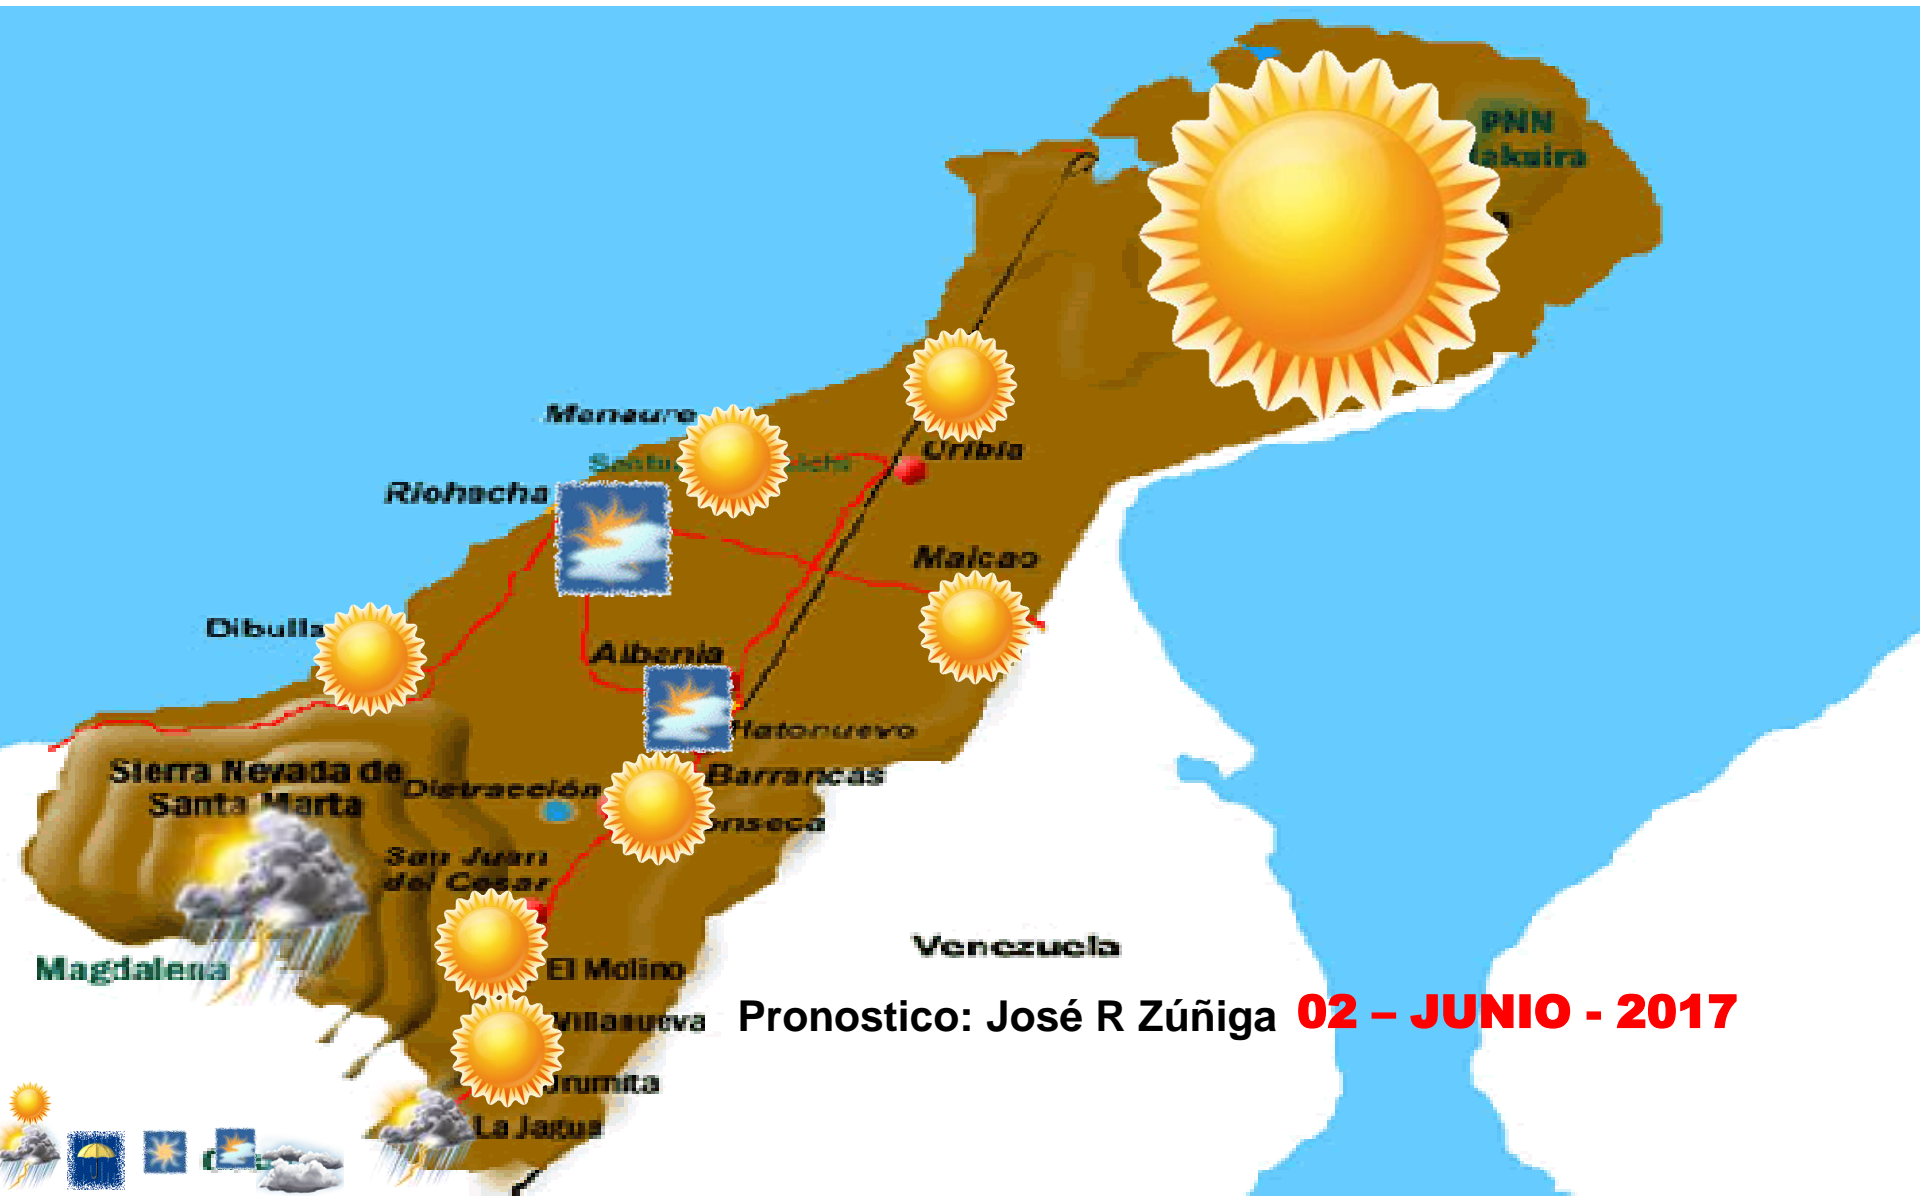 PNN
Manaure
Uribia
Riohacha
Maicao
Dibulla
Albania
Hatonuevo
Sierra Nevada de
Santa Marta
Distracción
Barrancas
San Juan
del Cesar
Venezuela
Magdalena
El Molino
Pronostico: José R Zúñiga 02 – JUNIO - 2017
Villanueva
La Jagua